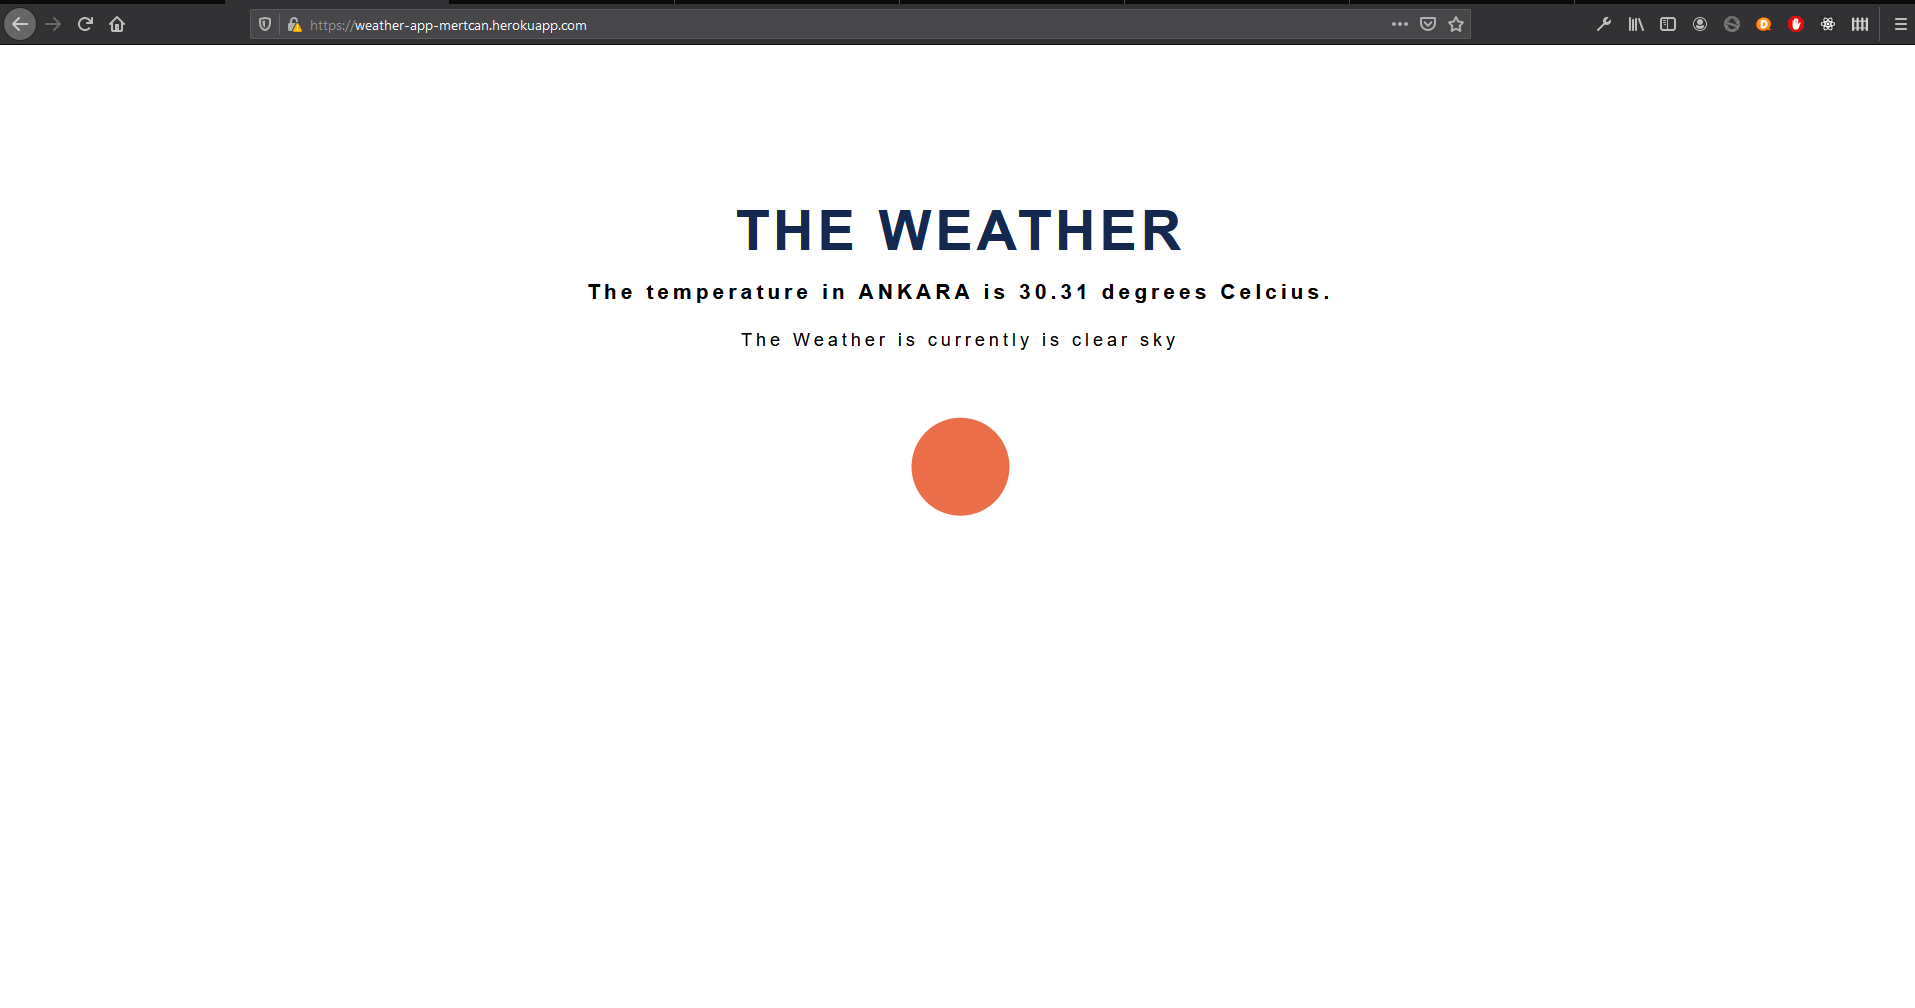 https://weather-app-mertcan.herokuapp.com
THE WEATHER
The temperature in ANKARA is 30.31 degrees Celcius.
The Weather is currently is clear sky